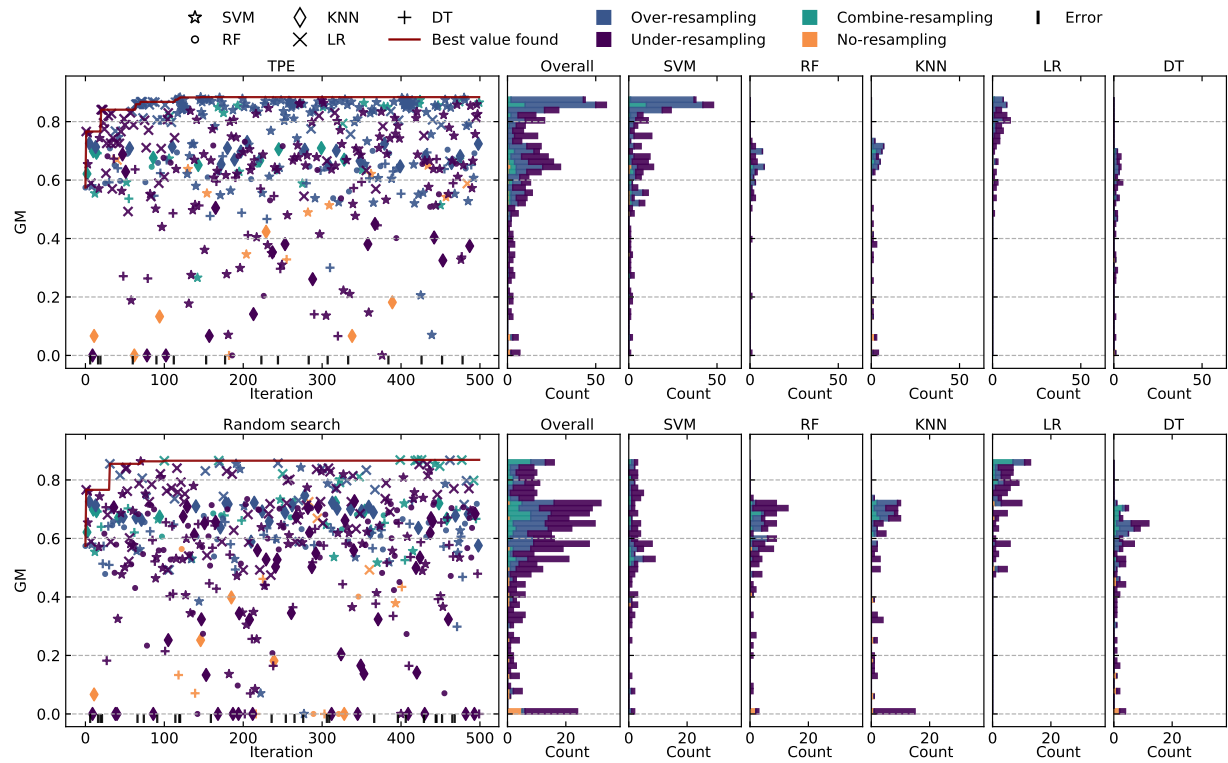 SVM KNN DT Over-resampling Combine-resampling Error
RF LR Best value found Under-resampling No-resampling
TPE Overall SVM RF KNN LR DT
GM
0.8
0.6
0.4
0.2
0.0
0 100 200 300 400 500 0 50 0 50 0 50 0 50 0 50 0 50
Iteration Count Count Count Count Count Count
Random search Overall SVM RF KNN LR DT
GM
0.8
0.6
0.4
0.2
0.0
0 100 200 300 400 500 0 20 0 20 0 20 0 20 0 20 0 20
Iteration Count Count Count Count Count Count